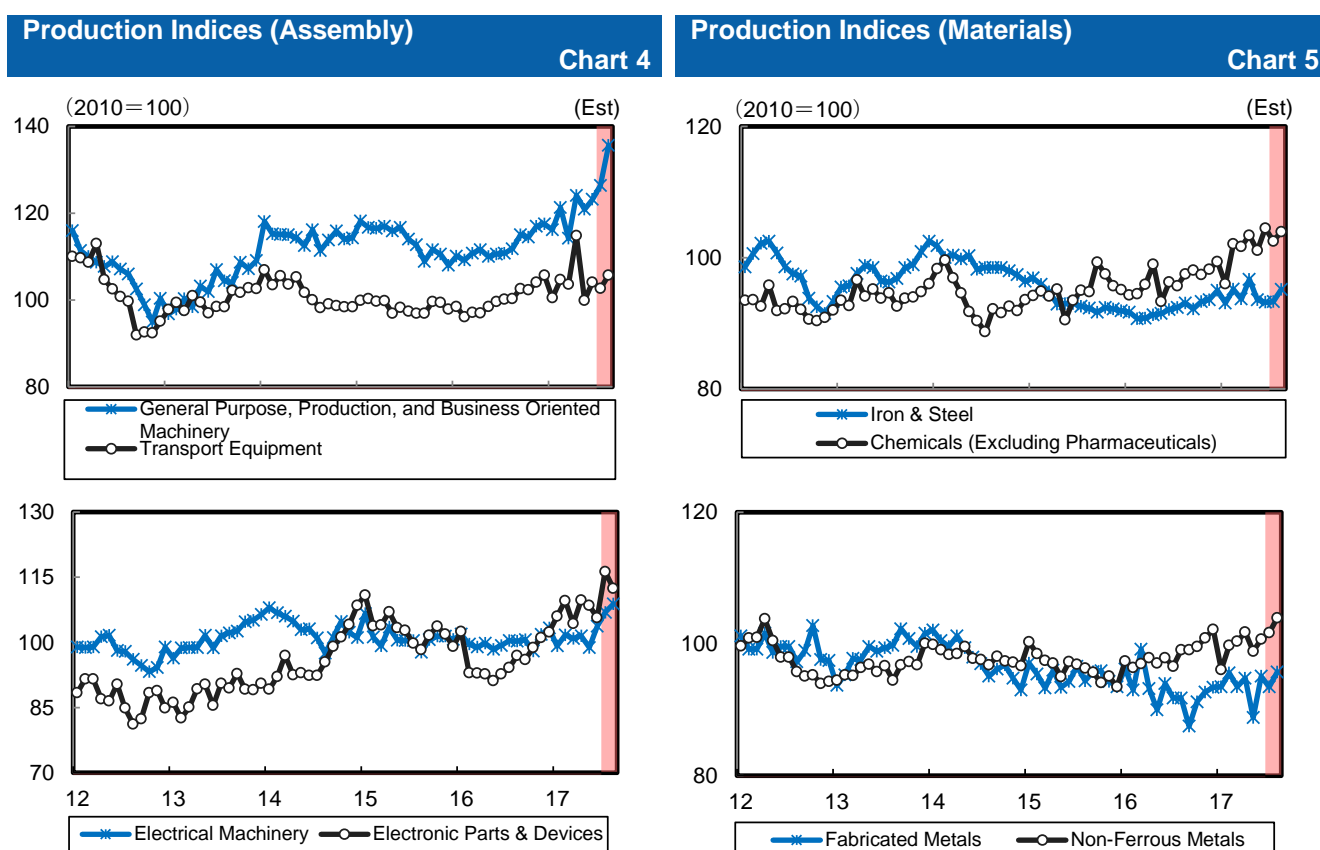 Production Indices (Assembly)
Chart 4
（2010＝100）
(Est)
140
120
100
80
General Purpose, Production, and Business Oriented
Machinery
Transport Equipment
130
115
100
85
70
12 13 14 15 16 17
Electrical Machinery Electronic Parts & Devices
Production Indices (Materials)
Chart 5
（2010＝100）
(Est)
120
100
80
Iron & Steel
Chemicals (Excluding Pharmaceuticals)
120
100
80
12 13 14 15 16 17
Fabricated Metals Non-Ferrous Metals